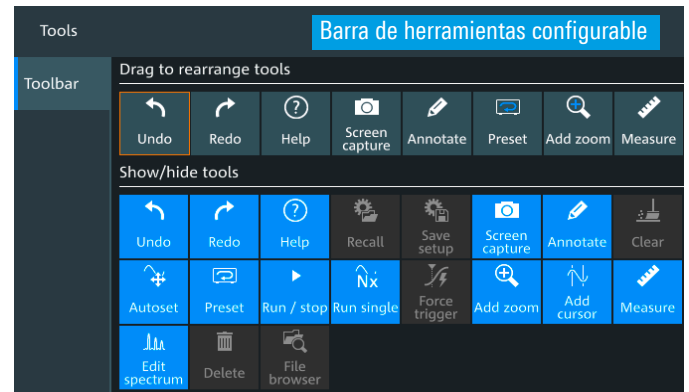 Tools
Barra de herramientas configurable
Toolbar
Drag to rearrange tools
Undo
Redo
Help
Screen
capture
Annotate
Preset
Add zoom
Measure
Show/hide tools
Undo
Redo
Help
Recall
Save
setup
Screen
capture
Annotate
Clear
Autoset
Preset
Run / stop
Nx
Run single
Force
trigger
Add zoom
Add
cursor
Measure
Edit
spectrum
Delete
File
browser